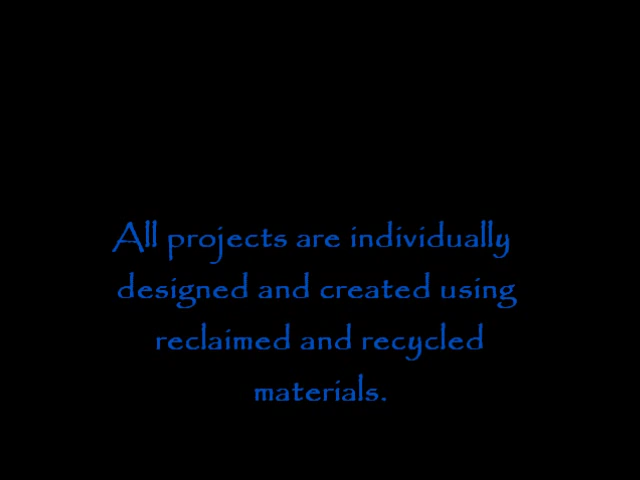 All projects are individually
designed and created using
reclaimed and recycled
materials.